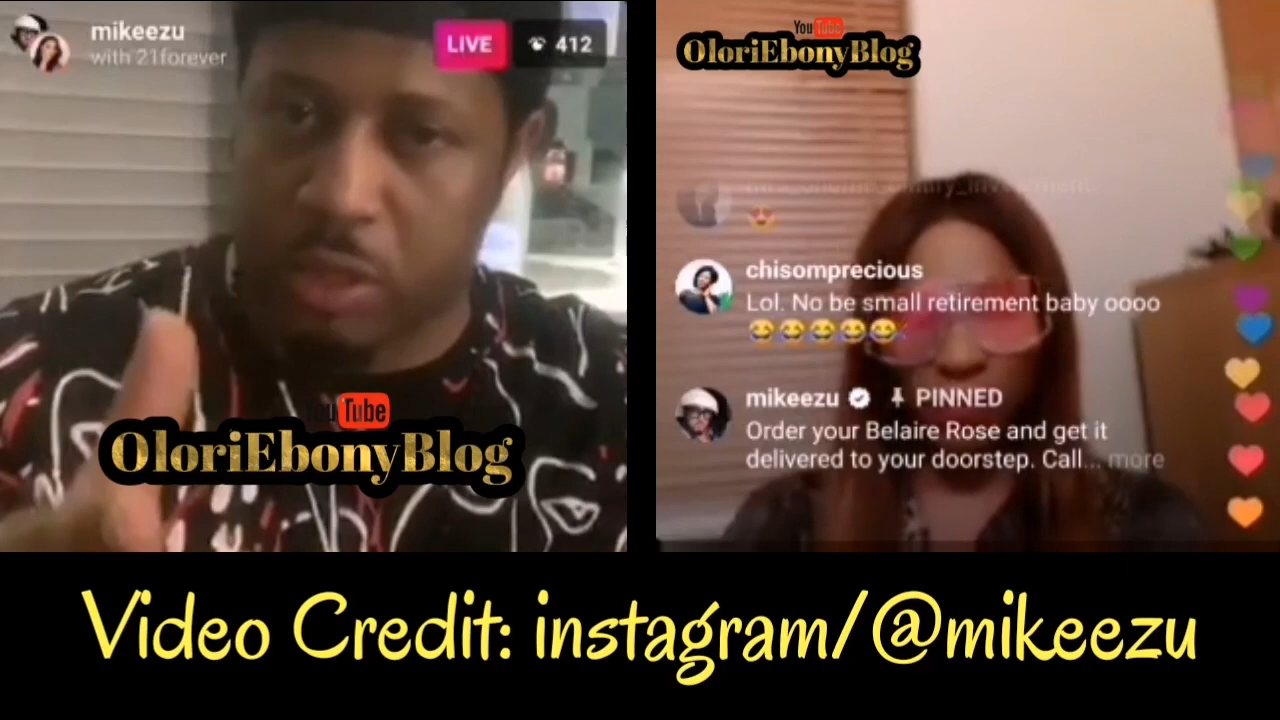 mikeezu
with 21forever
LIVE
412
YouTube
OloriEbonyBlog
YouTube
OloriEbonyBlog
😍
chisomprecious
Lol. No be small retirement baby oooo
😂😂😂😂😂
mikeezu PINNED
Order your Belaire Rose and get it
delivered to your doorstep. Call... more
Video Credit: instagram/@mikeezu